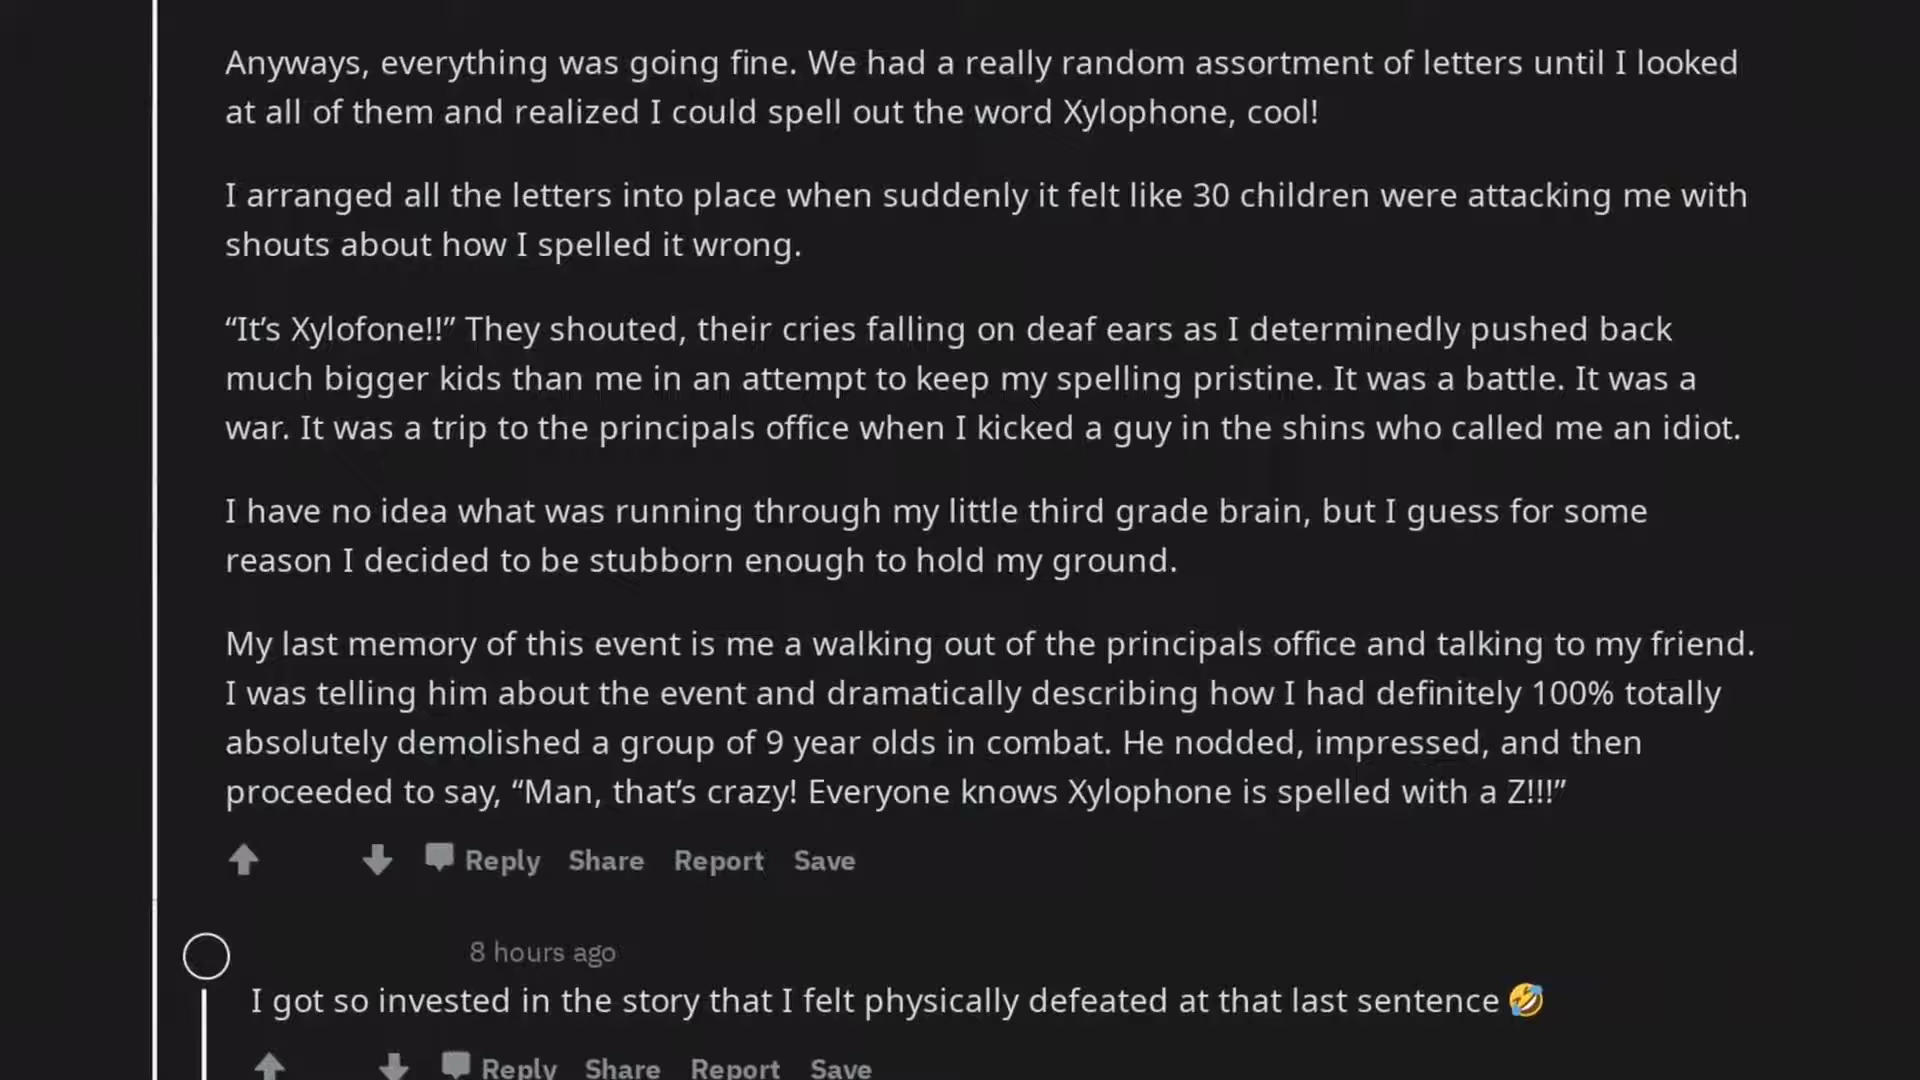 Anyways, everything was going fine. We had a really random assortment of letters until I looked
at all of them and realized I could spell out the word Xylophone, cool!
I arranged all the letters into place when suddenly it felt like 30 children were attacking me with
shouts about how I spelled it wrong.
“It’s Xylofone!!” They shouted, their cries falling on deaf ears as I determinedly pushed back
much bigger kids than me in an attempt to keep my spelling pristine. It was a battle. It was a
war. It was a trip to the principals office when I kicked a guy in the shins who called me an idiot.
I have no idea what was running through my little third grade brain, but I guess for some
reason I decided to be stubborn enough to hold my ground.
My last memory of this event is me a walking out of the principals office and talking to my friend.
I was telling him about the event and dramatically describing how I had definitely 100% totally
absolutely demolished a group of 9 year olds in combat. He nodded, impressed, and then
proceeded to say, “Man, that’s crazy! Everyone knows Xylophone is spelled with a Z!!!”
Reply Share Report Save
8 hours ago
I got so invested in the story that I felt physically defeated at that last sentence 🤣
Reply Share Report Save